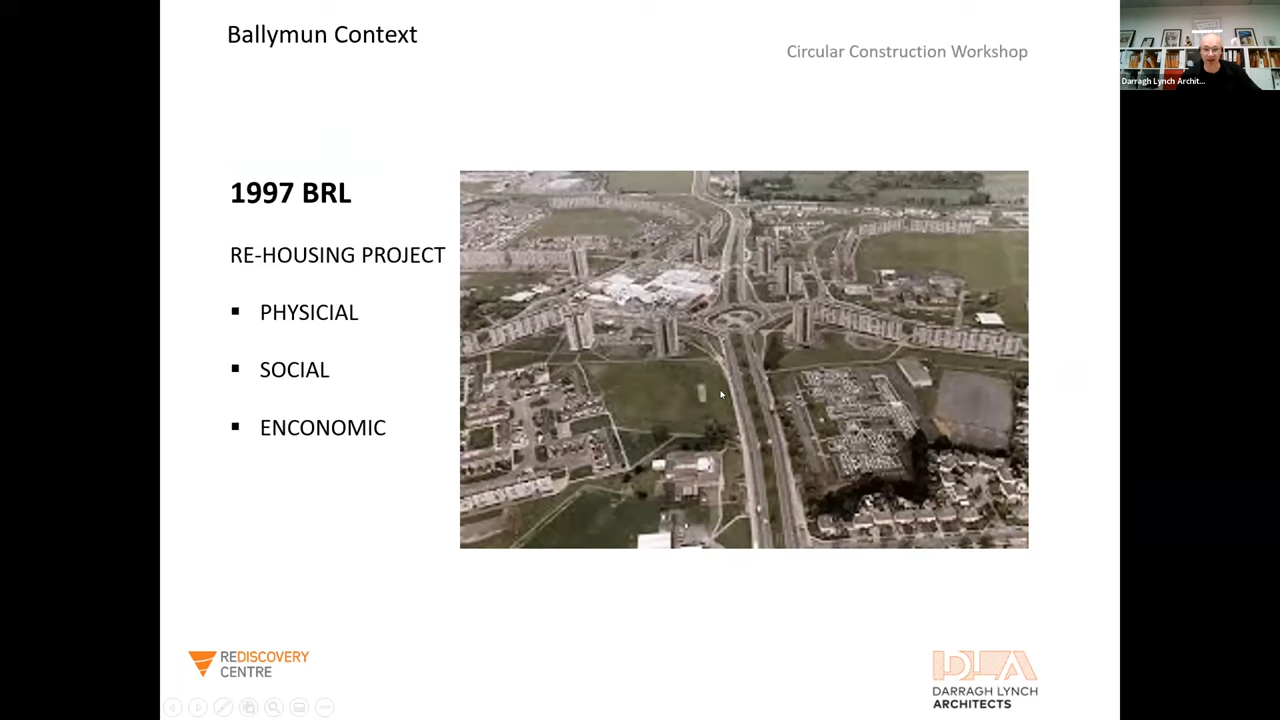 Ballymun Context
Circular Construction Workshop
Darragh Lynch Archit...
1997 BRL
RE-HOUSING PROJECT
▪ PHYSICIAL
▪ SOCIAL
▪ ENCONOMIC
REDISCOVERY
CENTRE
DLA
DARRAGH LYNCH
ARCHITECTS